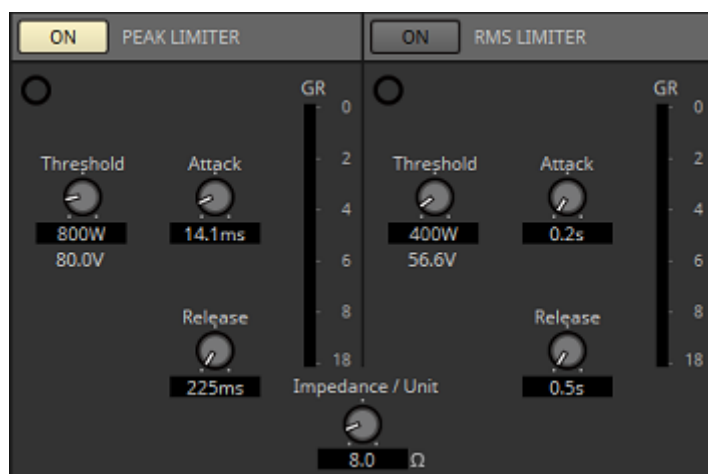 ON PEAK LIMITER
ON RMS LIMITER
GR
0
2
4
6
8
18
Threshold
800W
80.0V
Attack
14.1ms
Release
225ms
GR
0
2
4
6
8
18
Threshold
400W
56.6V
Attack
0.2s
Release
0.5s
Impedance / Unit
8.0 Ω